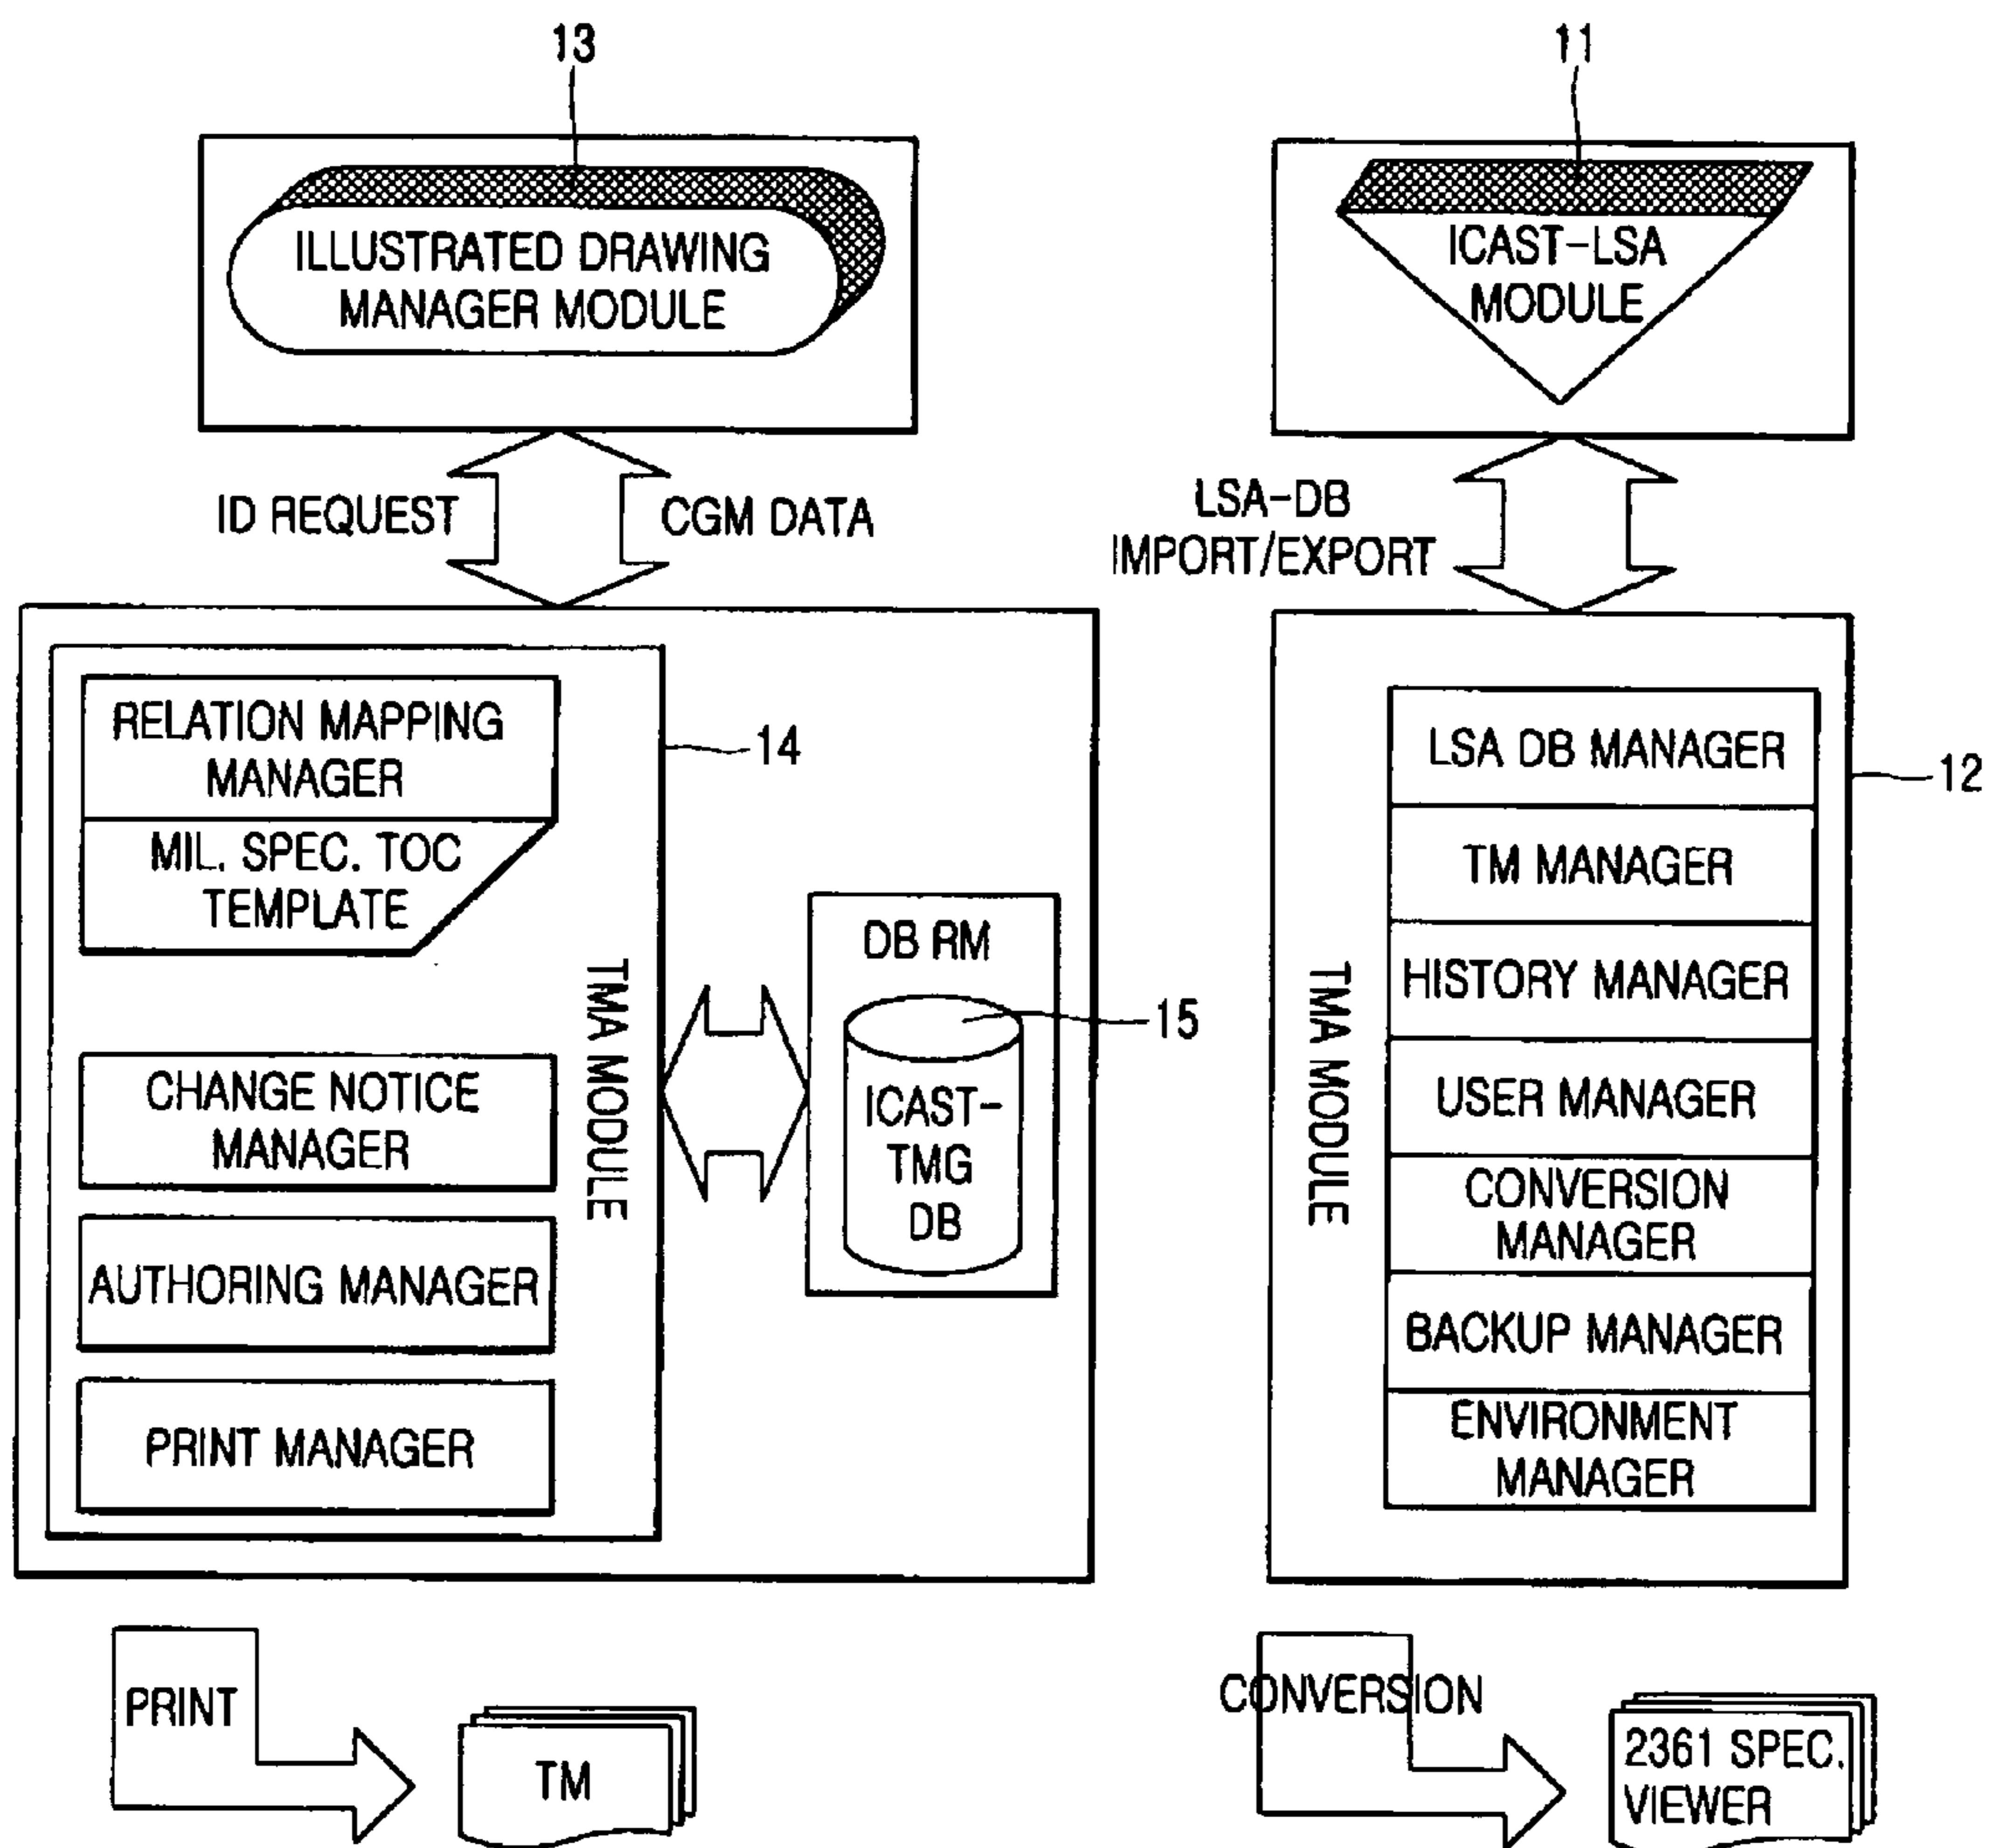 13
11
ILLUSTRATED DRAWING
MANAGER MODULE
ICAST-LSA
MODULE
ID REQUEST
CGM DATA
LSA-DB
IMPORT/EXPORT
RELATION MAPPING
MANAGER
MIL. SPEC. TOC
TEMPLATE
CHANGE NOTICE
MANAGER
AUTHORING MANAGER
PRINT MANAGER
TMA MODULE
14
DB RM
15
ICAST-
TMG
DB
TMA MODULE
LSA DB MANAGER
TM MANAGER
HISTORY MANAGER
USER MANAGER
CONVERSION
MANAGER
BACKUP MANAGER
ENVIRONMENT
MANAGER
12
PRINT
TM
CONVERSION
2361 SPEC.
VIEWER